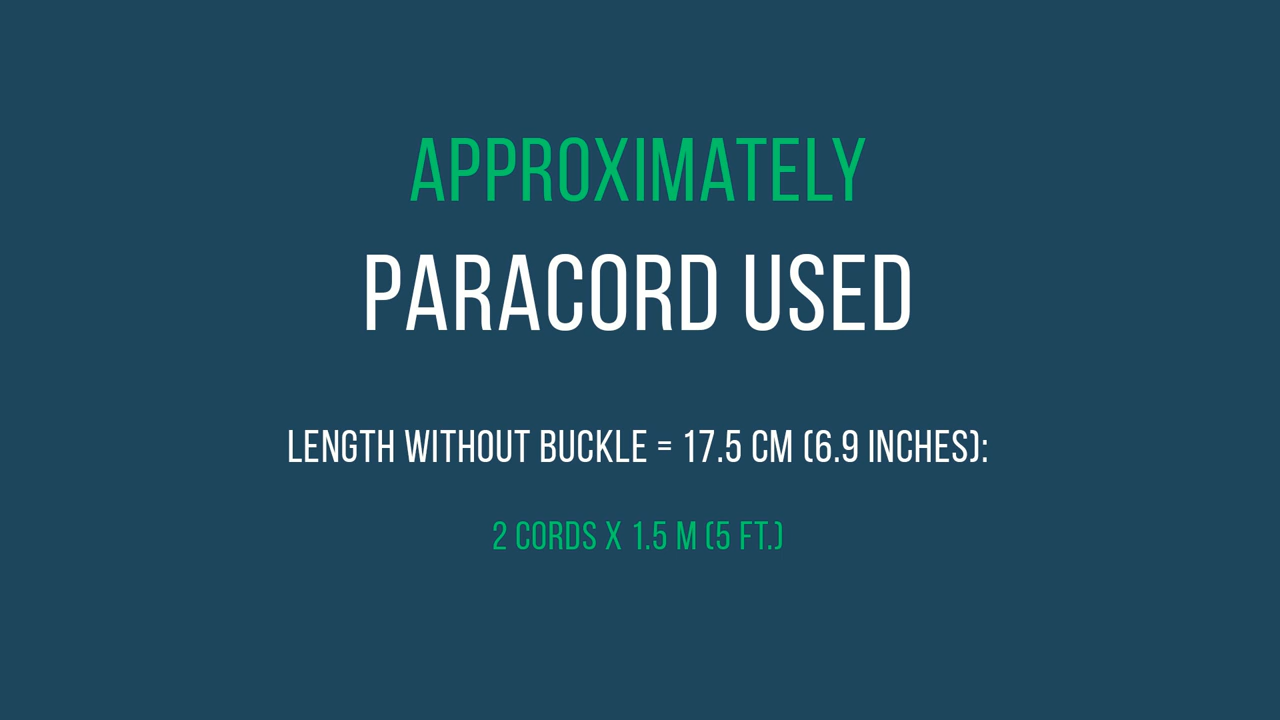 APPROXIMATELY
PARACORD USED
LENGTH WITHOUT BUCKLE = 17.5 CM (6.9 INCHES):
2 CORDS X 1.5 M (5 FT.)